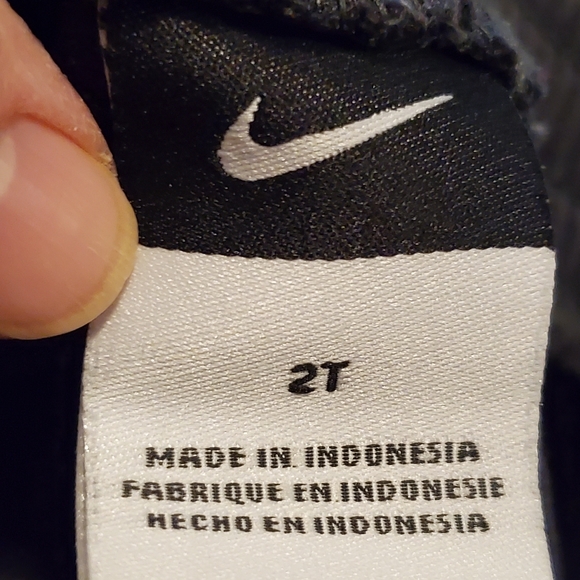 2T
MADE IN INDONESIA
FABRIQUE EN INDONESIE
HECHO EN INDONESIA